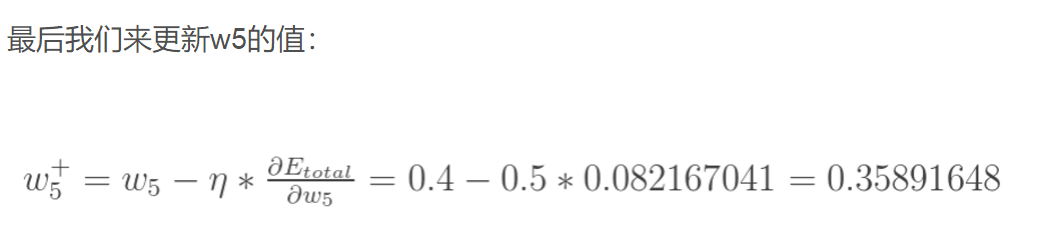 最后我们来更新w5的值：
w₅⁺ = w₅ − η * ∂E_total/∂w₅ = 0.4 − 0.5 * 0.082167041 = 0.35891648